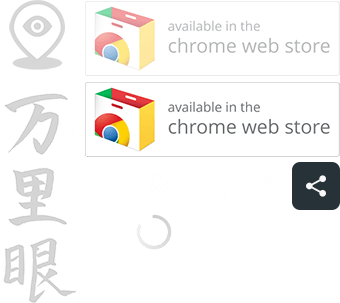 万里眼
available in the
chrome web store
available in the
chrome web store